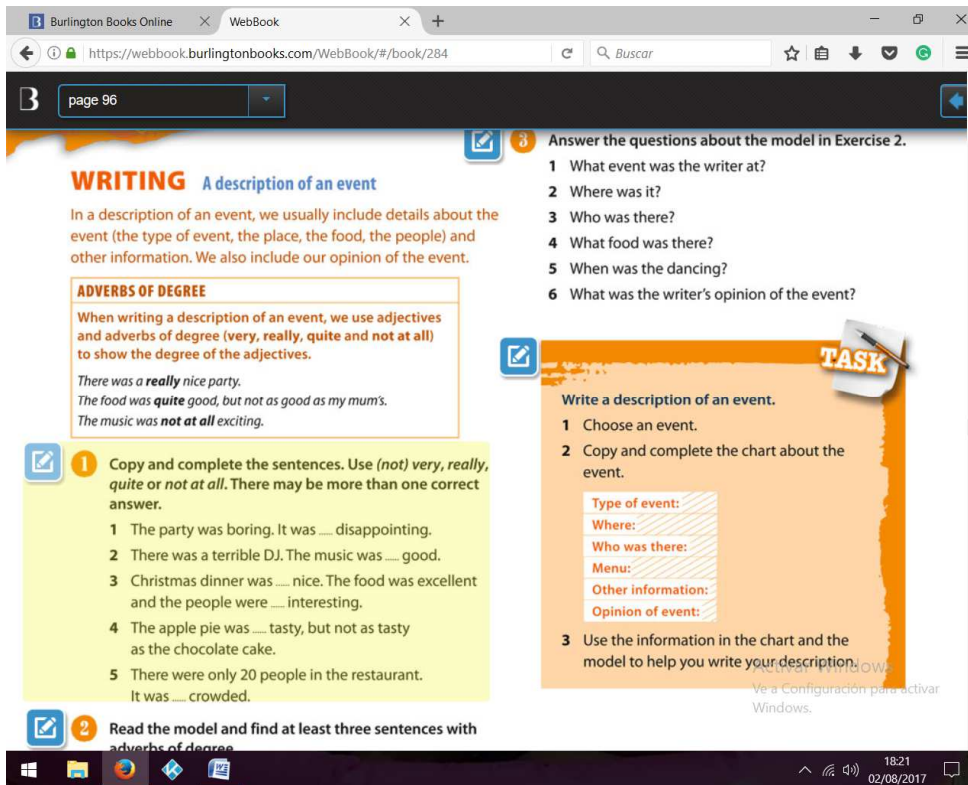 Burlington Books Online
WebBook
https://webbook.burlingtonbooks.com/WebBook/#/book/284
Buscar
B
page 96
WRITING A description of an event
In a description of an event, we usually include details about the
event (the type of event, the place, the food, the people) and
other information. We also include our opinion of the event.
ADVERBS OF DEGREE
When writing a description of an event, we use adjectives
and adverbs of degree (very, really, quite and not at all)
to show the degree of the adjectives.
There was a really nice party.
The food was quite good, but not as good as my mum's.
The music was not at all exciting.
1 Copy and complete the sentences. Use (not) very, really,
quite or not at all. There may be more than one correct
answer.
1 The party was boring. It was ..... disappointing.
2 There was a terrible DJ. The music was ..... good.
3 Christmas dinner was ..... nice. The food was excellent
and the people were ..... interesting.
4 The apple pie was ..... tasty, but not as tasty
as the chocolate cake.
5 There were only 20 people in the restaurant.
It was ..... crowded.
2 Read the model and find at least three sentences with
adverbs of degree
3 Answer the questions about the model in Exercise 2.
1 What event was the writer at?
2 Where was it?
3 Who was there?
4 What food was there?
5 When was the dancing?
6 What was the writer's opinion of the event?
TASK
Write a description of an event.
1 Choose an event.
2 Copy and complete the chart about the
event.
Type of event:
Where:
Who was there:
Menu:
Other information:
Opinion of event:
3 Use the information in the chart and the
model to help you write your description.
Activar Windows
Ve a Configuración para activar
Windows.
18:21
02/08/2017